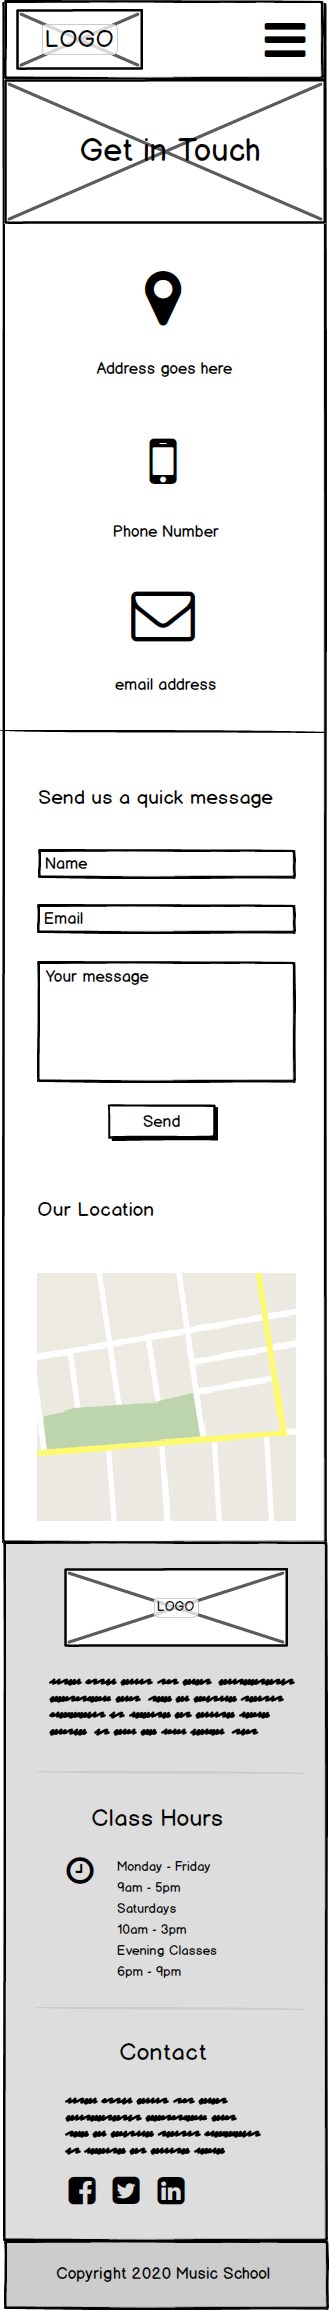 LOGO
Get in Touch
Address goes here
Phone Number
email address
Send us a quick message
Name
Email
Your message
Send
Our Location
LOGO
Class Hours
Monday - Friday
9am - 5pm
Saturdays
10am - 3pm
Evening Classes
6pm - 9pm
Contact
Copyright 2020 Music School